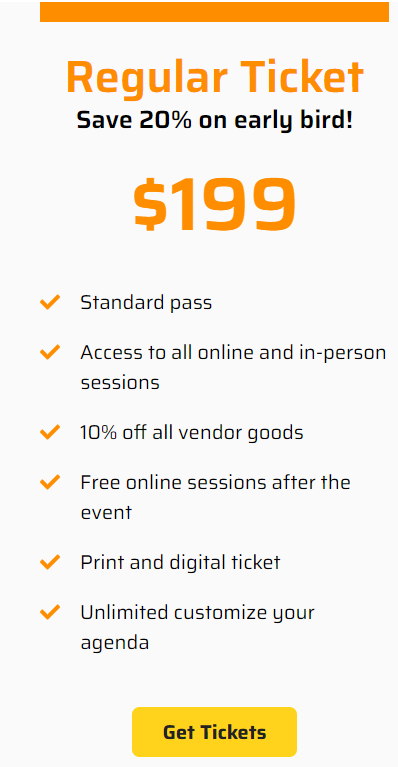 Regular Ticket
Save 20% on early bird!
$199
Standard pass
Access to all online and in-person
sessions
10% off all vendor goods
Free online sessions after the
event
Print and digital ticket
Unlimited customize your
agenda
Get Tickets